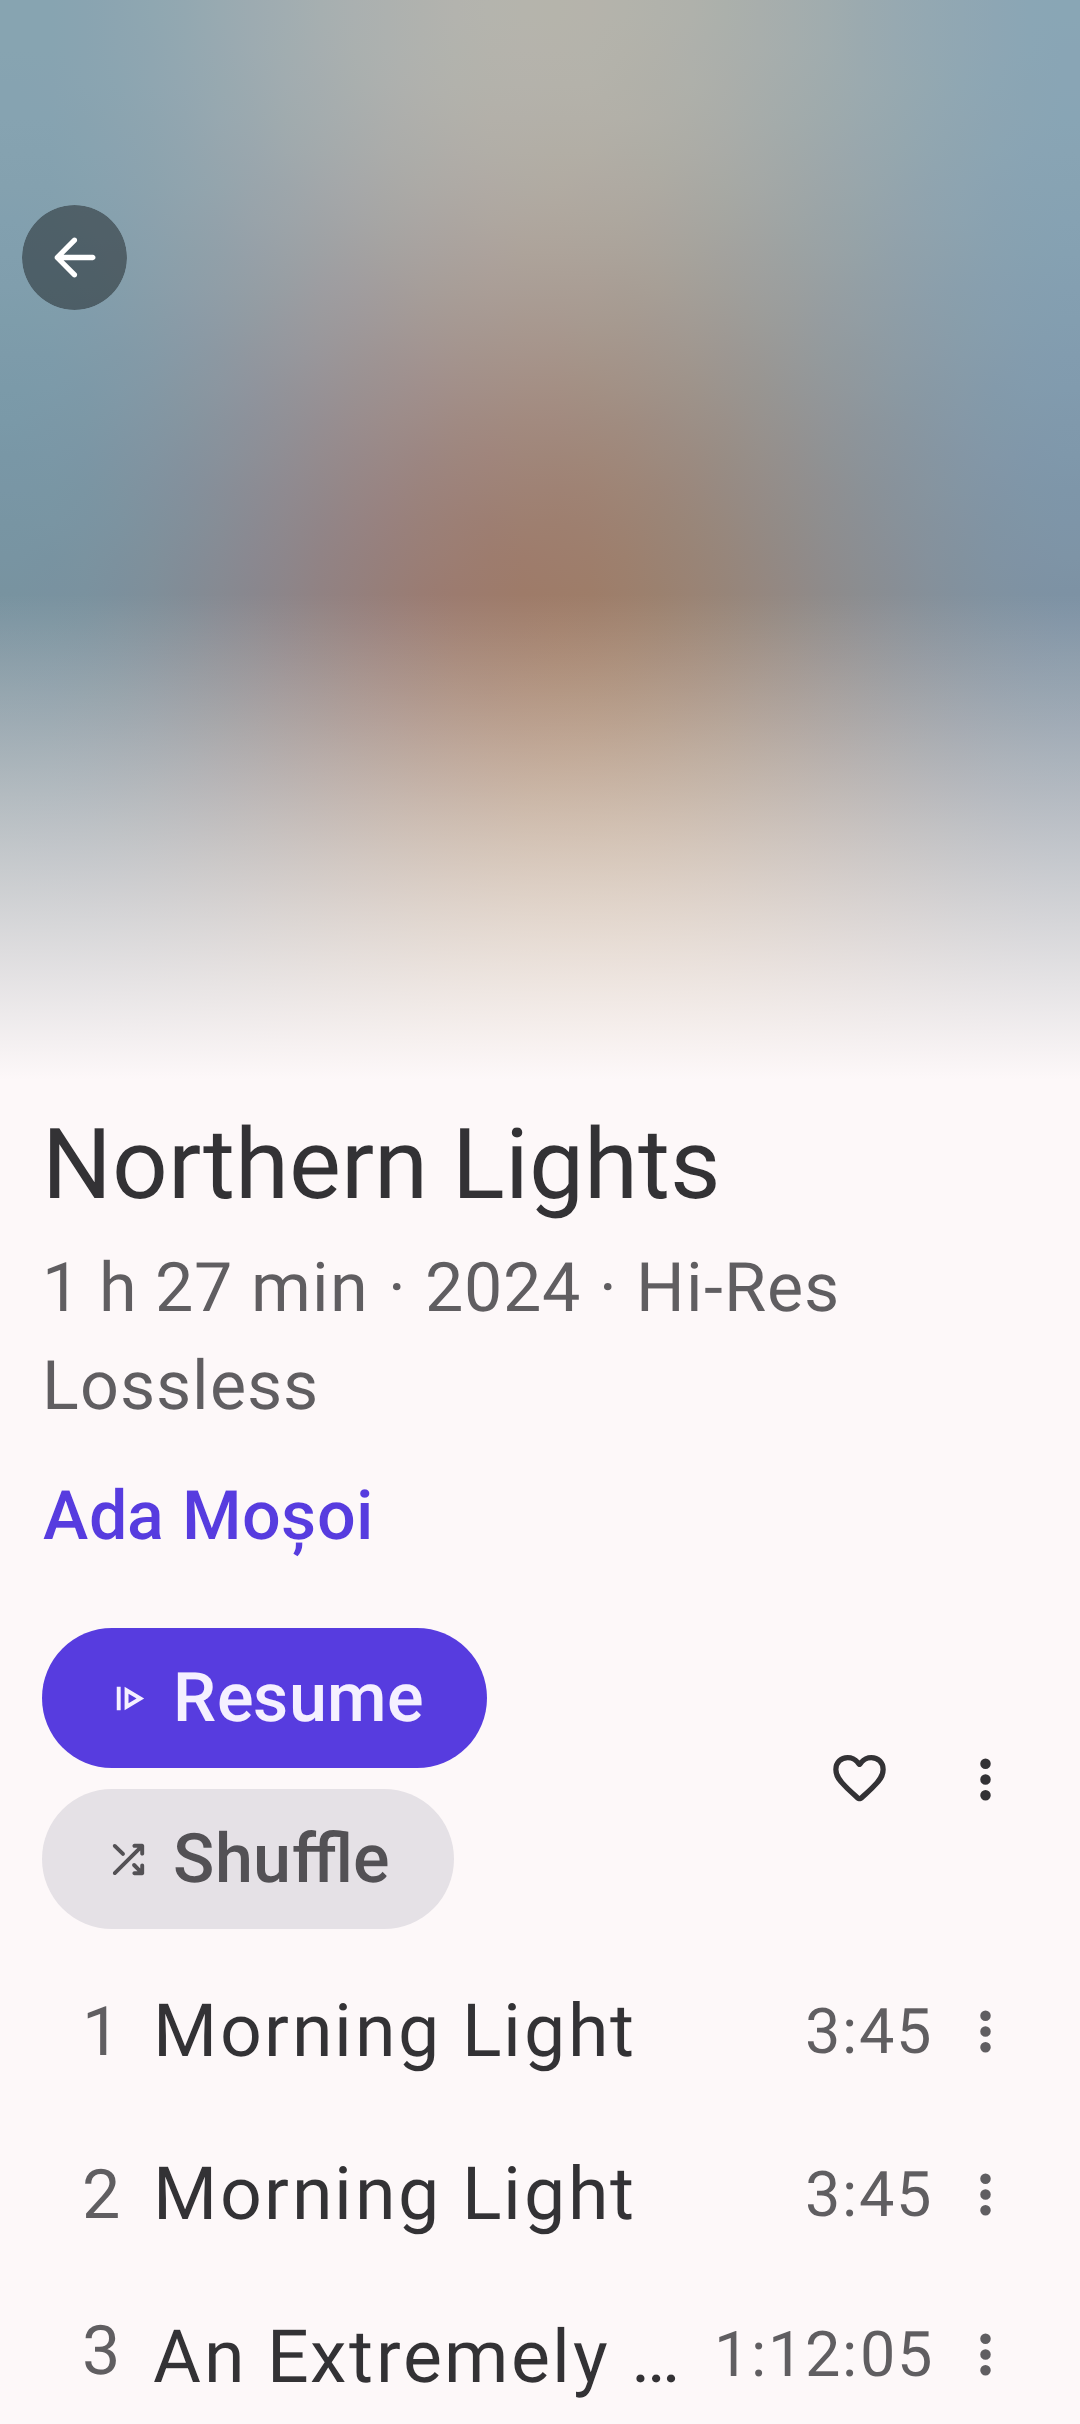 Northern Lights
1 h 27 min · 2024 · Hi-Res
Lossless
Ada Moșoi
Resume
Shuffle
1 Morning Light 3:45
2 Morning Light 3:45
3 An Extremely … 1:12:05